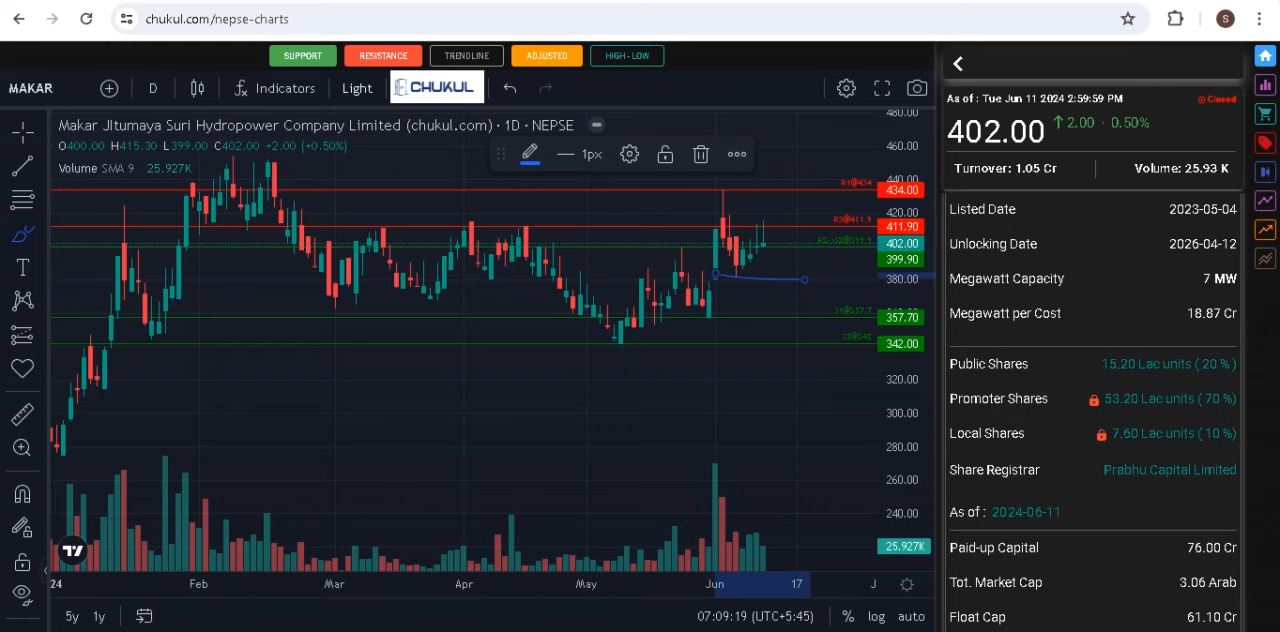 chukul.com/nepse-charts
S
SUPPORT RESISTANCE TRENDLINE ADJUSTED HIGH-LOW
MAKAR D Indicators Light CHUKUL
Makar JItumaya Suri Hydropower Company Limited (chukul.com) · 1D · NEPSE
O400.00 H415.30 L399.00 C402.00 +2.00 (+0.50%)
Volume SMA 9 25.927K
1px
480.00
460.00
440.00
R1@434
434.00
420.00
411.90
402.00
399.90
380.00
357.70
342.00
320.00
300.00
280.00
260.00
240.00
25.927K
24 Feb Mar Apr May Jun 17 J
5y 1y 07:09:19 (UTC+5:45) % log auto
As of : Tue Jun 11 2024 2:59:59 PM Closed
402.00 ↑ 2.00 · 0.50%
Turnover: 1.05 Cr Volume: 25.93 K
Listed Date 2023-05-04
Unlocking Date 2026-04-12
Megawatt Capacity 7 MW
Megawatt per Cost 18.87 Cr
Public Shares 15.20 Lac units ( 20 % )
Promoter Shares 53.20 Lac units ( 70 %)
Local Shares 7.60 Lac units ( 10 %)
Share Registrar Prabhu Capital Limited
As of : 2024-06-11
Paid-up Capital 76.00 Cr
Tot. Market Cap 3.06 Arab
Float Cap 61.10 Cr